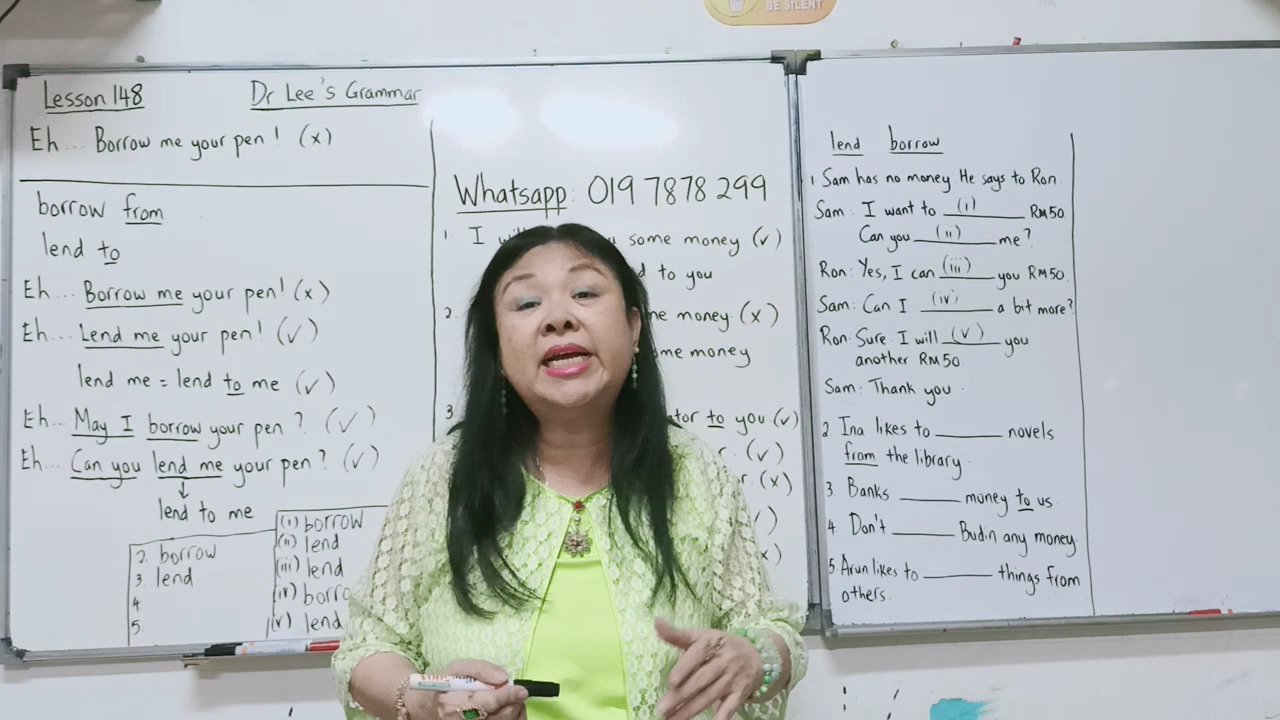 BE SILENT
Lesson 148
Dr Lee's Grammar
Eh... Borrow me your pen! (x)
borrow from
lend to
Eh... Borrow me your pen! (x)
Eh... Lend me your pen! (✓)
lend me = lend to me (✓)
Eh... May I borrow your pen? (✓)
Eh... Can you lend me your pen? (✓)
↓
lend to me
2. borrow
3. lend
4.
5.
(i) borrow
(ii) lend
(iii) lend
(iv) borro
(v) lend
Whatsapp: 019 7878 299
1 I some money (✓)
to you
2. money (x)
me money
3 to you (✓)
(✓)
(x)
lend borrow
1. Sam has no money. He says to Ron.
Sam: I want to (i) RM50.
Can you (ii) me?
Ron: Yes, I can (iii) you RM50.
Sam: Can I (iv) a bit more?
Ron: Sure. I will (v) you
another RM50.
Sam: Thank you.
2. Ina likes to ______ novels
from the library.
3. Banks ______ money to us.
4. Don't ______ Budin any money.
5 Arun likes to ______ things from
others.